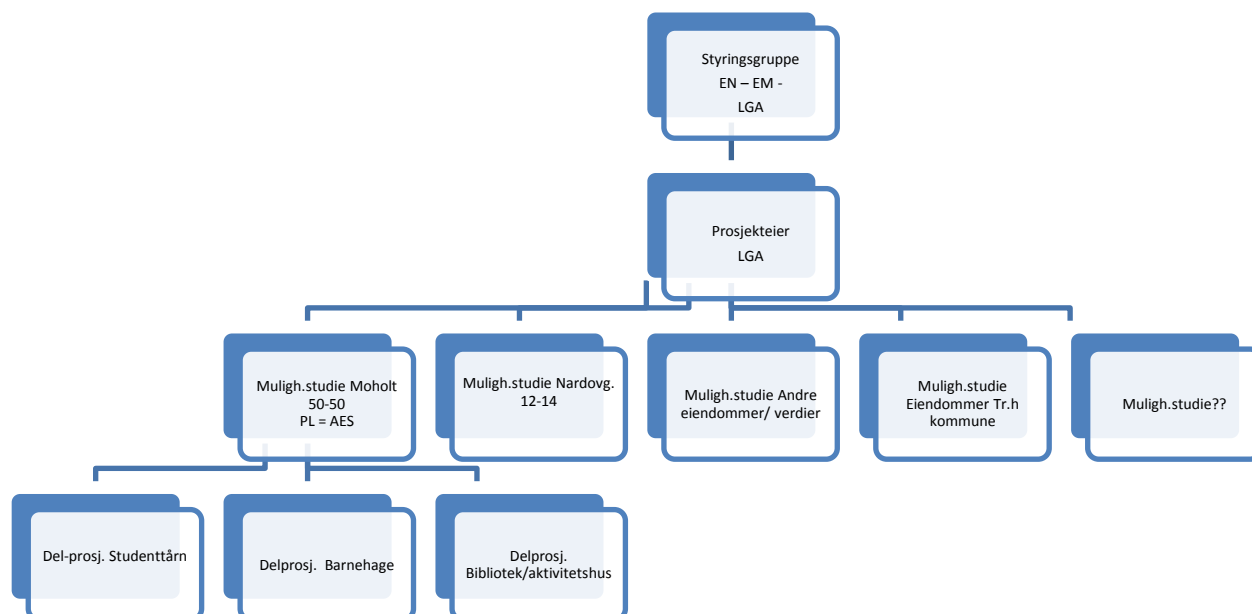 Styringsgruppe
EN – EM -
LGA
Prosjekteier
LGA
Muligh.studie Moholt
50-50
PL = AES
Muligh.studie Nardovg.
12-14
Muligh.studie Andre
eiendommer/ verdier
Muligh.studie
Eiendommer Tr.h
kommune
Muligh.studie??
Del-prosj. Studenttårn
Delprosj. Barnehage
Delprosj.
Bibliotek/aktivitetshus